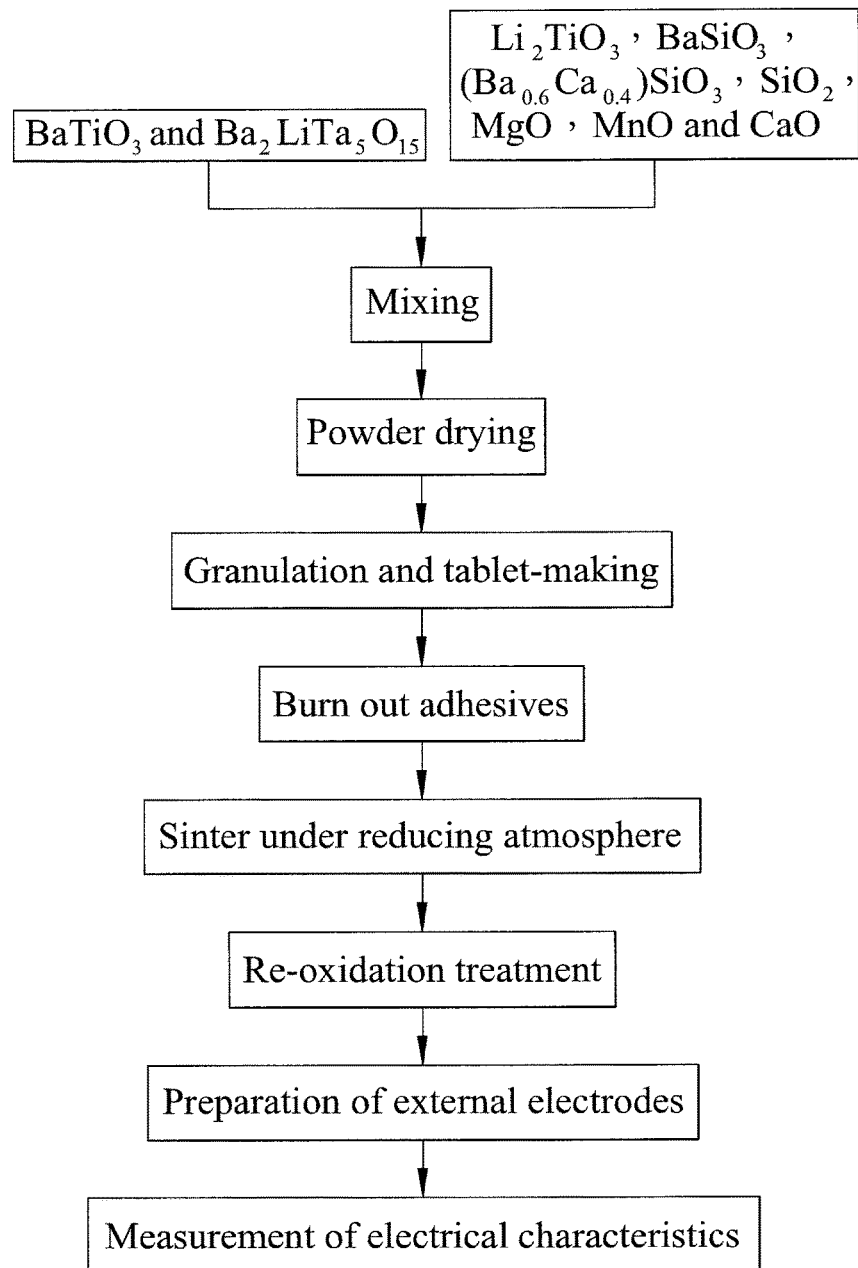 BaTiO₃ and Ba₂LiTa₅O₁₅
Li₂TiO₃，BaSiO₃，
(Ba₀.₆Ca₀.₄)SiO₃，SiO₂，
MgO，MnO and CaO
Mixing
Powder drying
Granulation and tablet-making
Burn out adhesives
Sinter under reducing atmosphere
Re-oxidation treatment
Preparation of external electrodes
Measurement of electrical characteristics